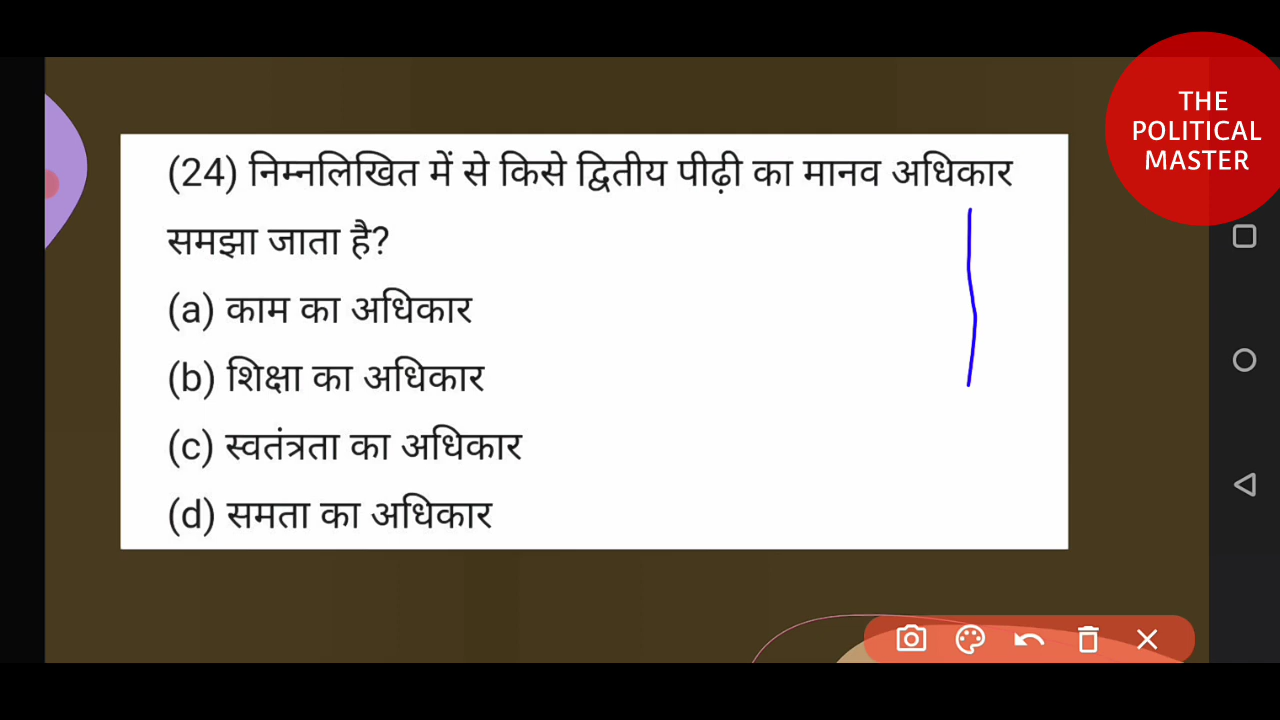 THE
POLITICAL
MASTER
(24) निम्नलिखित में से किसे द्वितीय पीढ़ी का मानव अधिकार
समझा जाता है?
(a) काम का अधिकार
(b) शिक्षा का अधिकार
(c) स्वतंत्रता का अधिकार
(d) समता का अधिकार